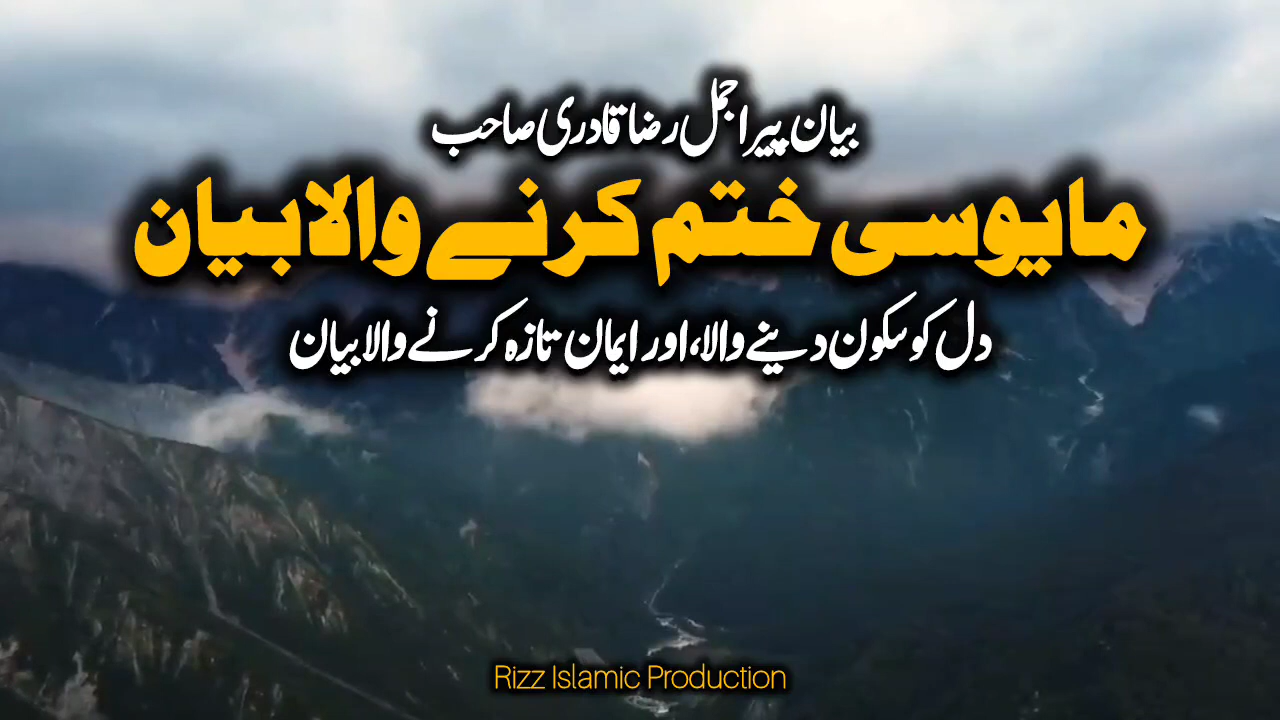 بیان پیر اجمل رضا قادری صاحب
مایوسی ختم کرنے والا بیان
دل کو سکون دینے والا، اور ایمان تازہ کرنے والا بیان
Rizz Islamic Production